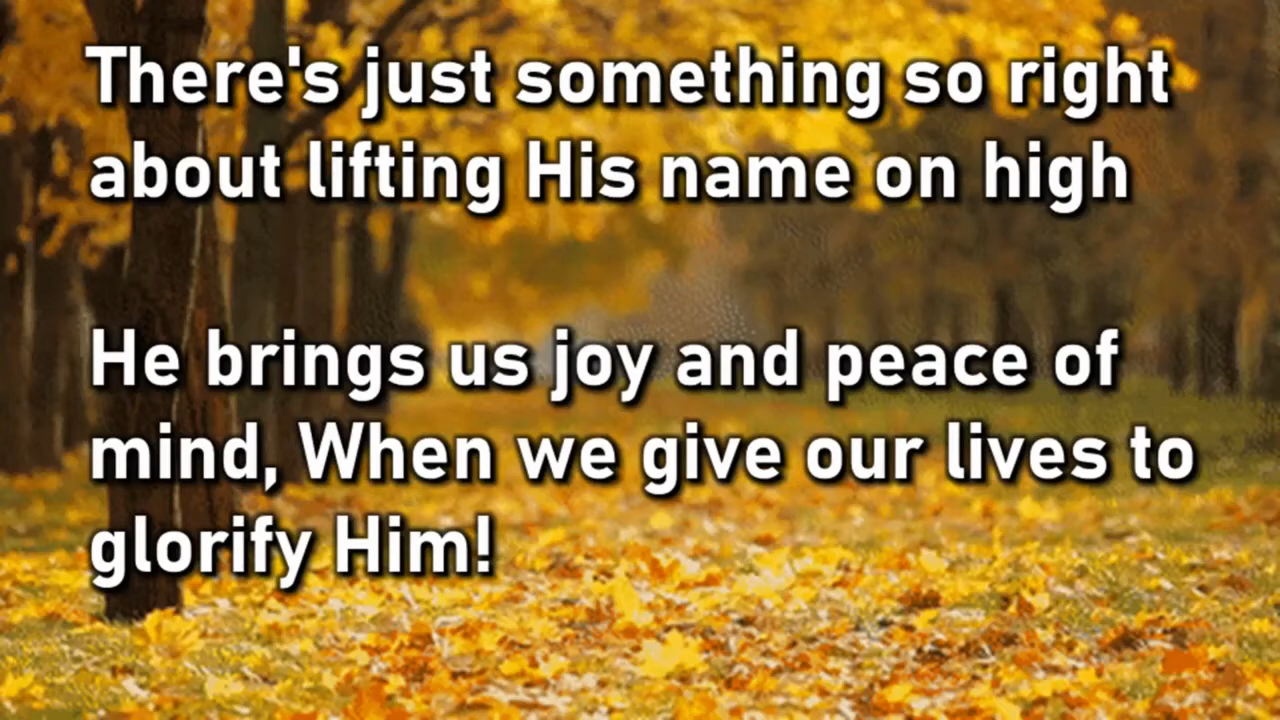 There's just something so right
about lifting His name on high
He brings us joy and peace of
mind, When we give our lives to
glorify Him!